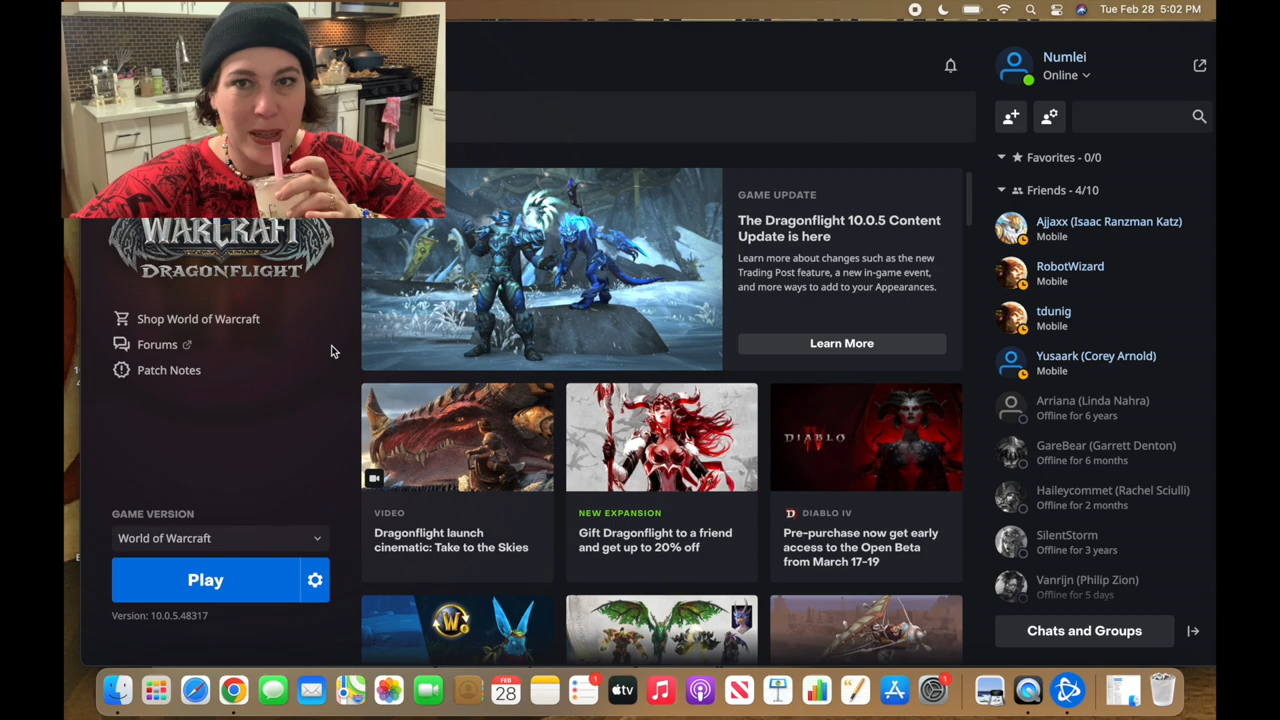 Tue Feb 28 5:02 PM
Numlei
Online
Favorites - 0/0
Friends - 4/10
Ajjaxx (Isaac Ranzman Katz)
Mobile
RobotWizard
Mobile
tdunig
Mobile
Yusaark (Corey Arnold)
Mobile
Arriana (Linda Nahra)
Offline for 6 years
GareBear (Garrett Denton)
Offline for 6 months
Haileycommet (Rachel Sciulli)
Offline for 2 months
SilentStorm
Offline for 3 years
Vanrijn (Philip Zion)
Offline for 5 days
Chats and Groups
WARCRAFT
DRAGONFLIGHT
Shop World of Warcraft
Forums
Patch Notes
GAME VERSION
World of Warcraft
Play
Version: 10.0.5.48317
GAME UPDATE
The Dragonflight 10.0.5 Content
Update is here
Learn more about changes such as the new
Trading Post feature, a new in-game event,
and more ways to add to your Appearances.
Learn More
VIDEO
Dragonflight launch
cinematic: Take to the Skies
NEW EXPANSION
Gift Dragonflight to a friend
and get up to 20% off
DIABLO IV
DIABLO IV
Pre-purchase now get early
access to the Open Beta
from March 17-19
W
FEB
28
tv
1
1